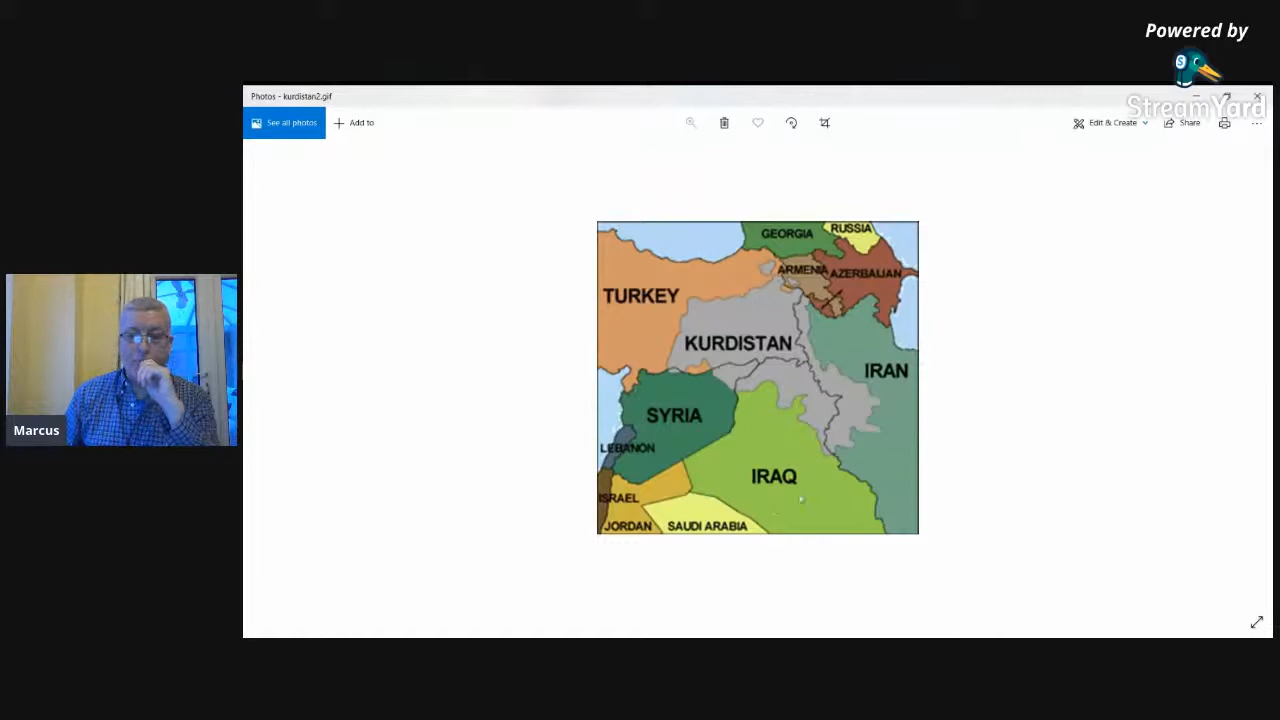 Powered by
StreamYard
Photos - kurdistan2.gif
See all photos
Add to
Edit & Create
Share
GEORGIA
RUSSIA
ARMENIA
AZERBAIJAN
TURKEY
KURDISTAN
IRAN
SYRIA
LEBANON
IRAQ
ISRAEL
JORDAN
SAUDI ARABIA
Marcus